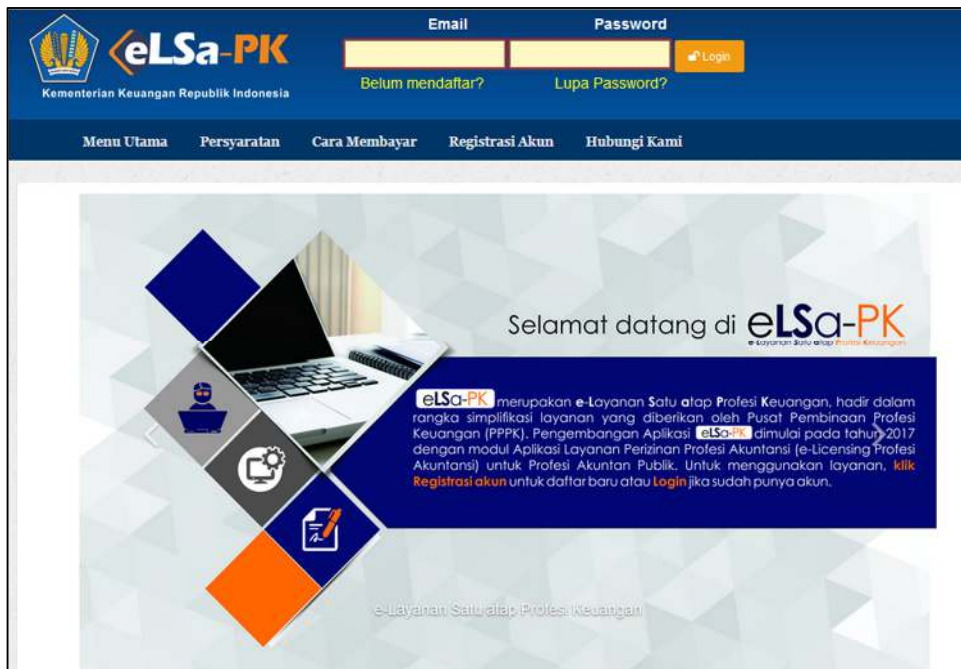 Email Password
eLSa-PK
Login
Belum mendaftar? Lupa Password?
Kementerian Keuangan Republik Indonesia
Menu Utama Persyaratan Cara Membayar Registrasi Akun Hubungi Kami
Selamat datang di eLSa-PK
e-Layanan Satu atap Profesi Keuangan
eLSa-PK merupakan e-Layanan Satu atap Profesi Keuangan, hadir dalam
rangka simplifikasi layanan yang diberikan oleh Pusat Pembinaan Profesi
Keuangan (PPPK). Pengembangan Aplikasi eLSa-PK dimulai pada tahun 2017
dengan modul Aplikasi Layanan Perizinan Profesi Akuntansi (e-Licensing Profesi
Akuntansi) untuk Profesi Akuntan Publik. Untuk menggunakan layanan, klik
Registrasi akun untuk daftar baru atau Login jika sudah punya akun.
e-Layanan Satu atap Profesi Keuangan